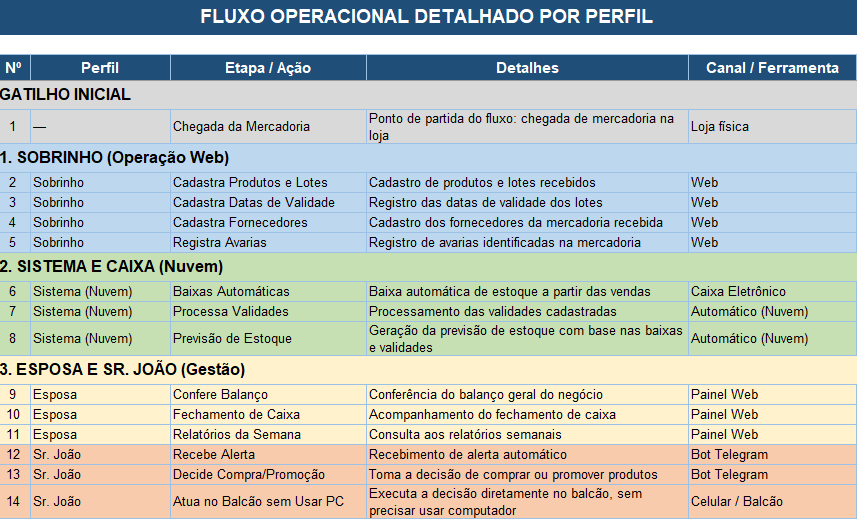 FLUXO OPERACIONAL DETALHADO POR PERFIL
Nº Perfil Etapa / Ação Detalhes Canal / Ferramenta
GATILHO INICIAL
1 — Chegada da Mercadoria Ponto de partida do fluxo: chegada de mercadoria na loja Loja física
1. SOBRINHO (Operação Web)
2 Sobrinho Cadastra Produtos e Lotes Cadastro de produtos e lotes recebidos Web
3 Sobrinho Cadastra Datas de Validade Registro das datas de validade dos lotes Web
4 Sobrinho Cadastra Fornecedores Cadastro dos fornecedores da mercadoria recebida Web
5 Sobrinho Registra Avarias Registro de avarias identificadas na mercadoria Web
2. SISTEMA E CAIXA (Nuvem)
6 Sistema (Nuvem) Baixas Automáticas Baixa automática de estoque a partir das vendas Caixa Eletrônico
7 Sistema (Nuvem) Processa Validades Processamento das validades cadastradas Automático (Nuvem)
8 Sistema (Nuvem) Previsão de Estoque Geração da previsão de estoque com base nas baixas e validades Automático (Nuvem)
3. ESPOSA E SR. JOÃO (Gestão)
9 Esposa Confere Balanço Conferência do balanço geral do negócio Painel Web
10 Esposa Fechamento de Caixa Acompanhamento do fechamento de caixa Painel Web
11 Esposa Relatórios da Semana Consulta aos relatórios semanais Painel Web
12 Sr. João Recebe Alerta Recebimento de alerta automático Bot Telegram
13 Sr. João Decide Compra/Promoção Toma a decisão de comprar ou promover produtos Bot Telegram
14 Sr. João Atua no Balcão sem Usar PC Executa a decisão diretamente no balcão, sem precisar usar computador Celular / Balcão